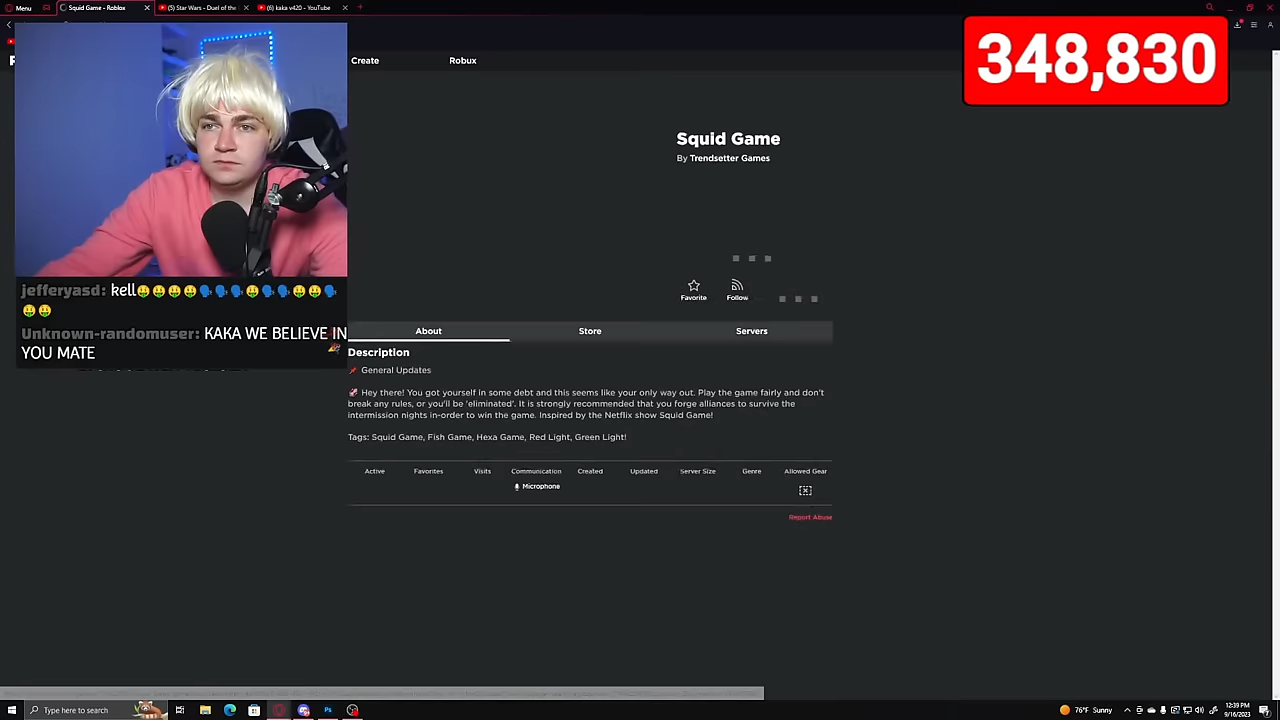 Menu
Squid Game - Roblox
(5) Star Wars - Duel of the
(6) kaka v420 - YouTube
Create
Robux
348,830
Squid Game
By Trendsetter Games
jefferyasd: kell🤑🤑🤑🤑🗣🗣🗣🤑🗣🗣🤑🤑🗣
🤑🤑
Unknown-randomuser: KAKA WE BELIEVE IN
YOU MATE
Favorite
Follow
About
Store
Servers
Description
📌 General Updates
Hey there! You got yourself in some debt and this seems like your only way out. Play the game fairly and don't
break any rules, or you'll be 'eliminated'. It is strongly recommended that you forge alliances to survive the
intermission nights in-order to win the game. Inspired by the Netflix show Squid Game!
Tags: Squid Game, Fish Game, Hexa Game, Red Light, Green Light!
Active Favorites Visits Communication Created Updated Server Size Genre Allowed Gear
Microphone
Report Abuse
Type here to search
76°F Sunny
12:39 PM
9/16/2023